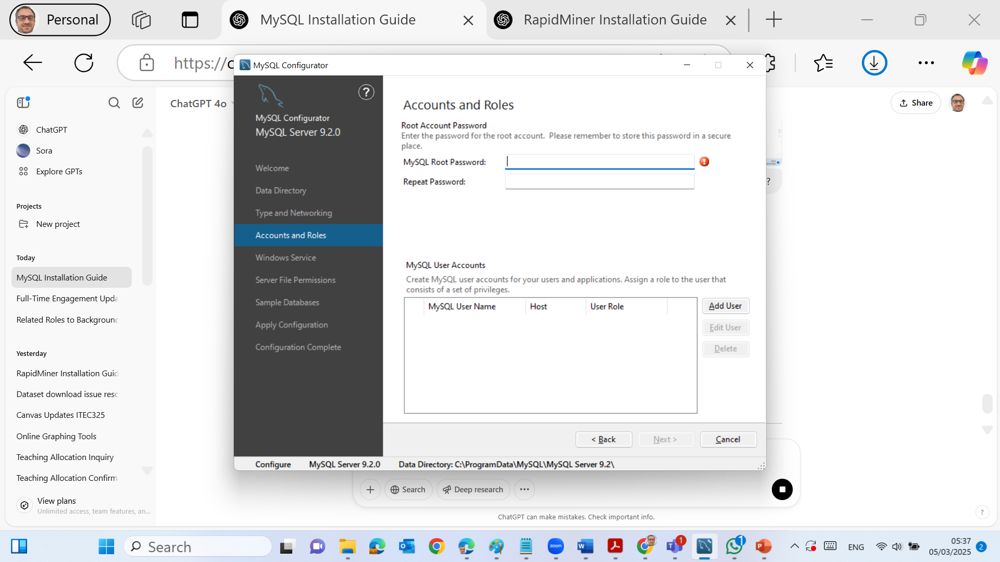 Personal
MySQL Installation Guide
RapidMiner Installation Guide
https://c
MySQL Configurator
ChatGPT 4o
Share
ChatGPT
Sora
Explore GPTs
Projects
New project
Today
MySQL Installation Guide
Full-Time Engagement Upda
Related Roles to Background
Yesterday
RapidMiner Installation Guid
Dataset download issue reso
Canvas Updates ITEC325
Online Graphing Tools
Teaching Allocation Inquiry
Teaching Allocation Confirm
View plans
Unlimited access, team features, an...
?
MySQL Configurator
MySQL Server 9.2.0
Welcome
Data Directory
Type and Networking
Accounts and Roles
Windows Service
Server File Permissions
Sample Databases
Apply Configuration
Configuration Complete
Accounts and Roles
Root Account Password
Enter the password for the root account. Please remember to store this password in a secure
place.
MySQL Root Password:
Repeat Password:
?
MySQL User Accounts
Create MySQL user accounts for your users and applications. Assign a role to the user that
consists of a set of privileges.
MySQL User Name Host User Role
Add User
Edit User
Delete
< Back Next > Cancel
Configure MySQL Server 9.2.0 Data Directory: C:\ProgramData\MySQL\MySQL Server 9.2\
Search Deep research
ChatGPT can make mistakes. Check important info.
?
Search
zoom
1
1
ENG
05:37
05/03/2025
2